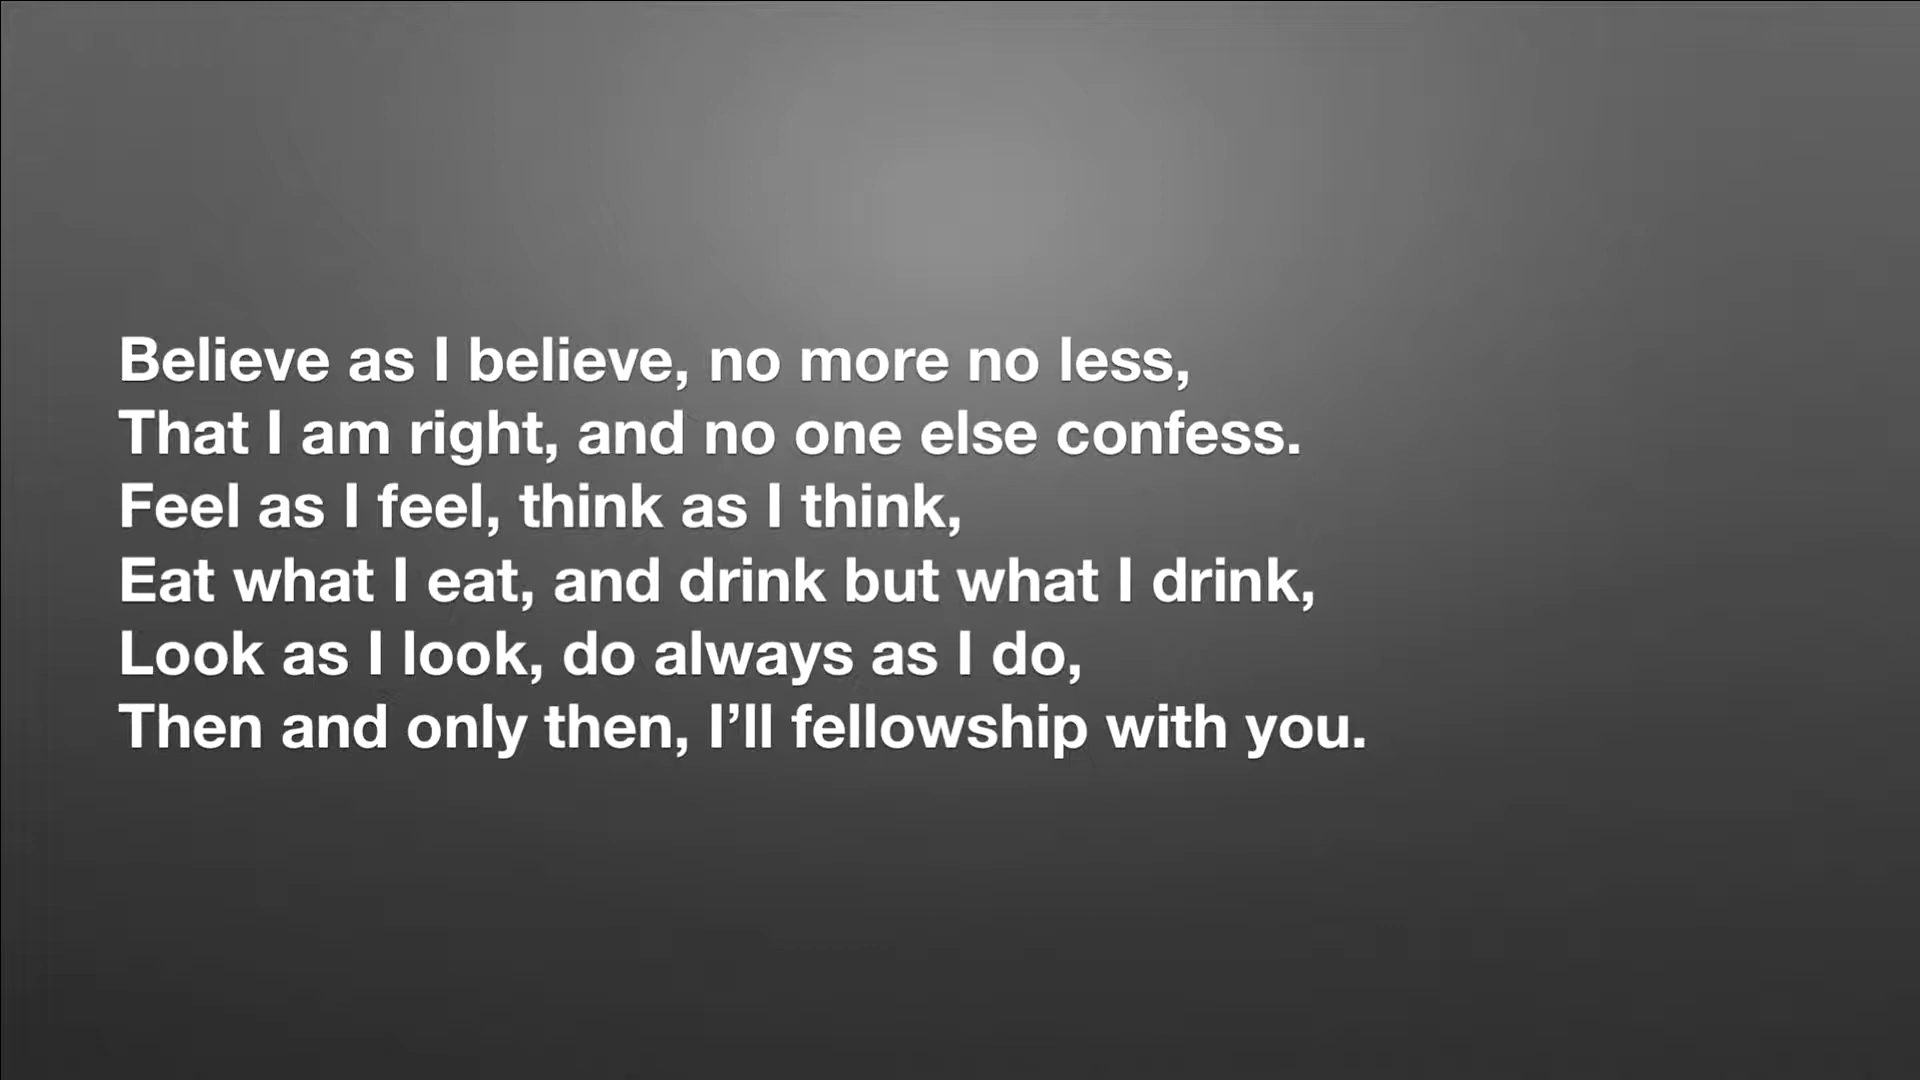 Believe as I believe, no more no less,
That I am right, and no one else confess.
Feel as I feel, think as I think,
Eat what I eat, and drink but what I drink,
Look as I look, do always as I do,
Then and only then, I’ll fellowship with you.